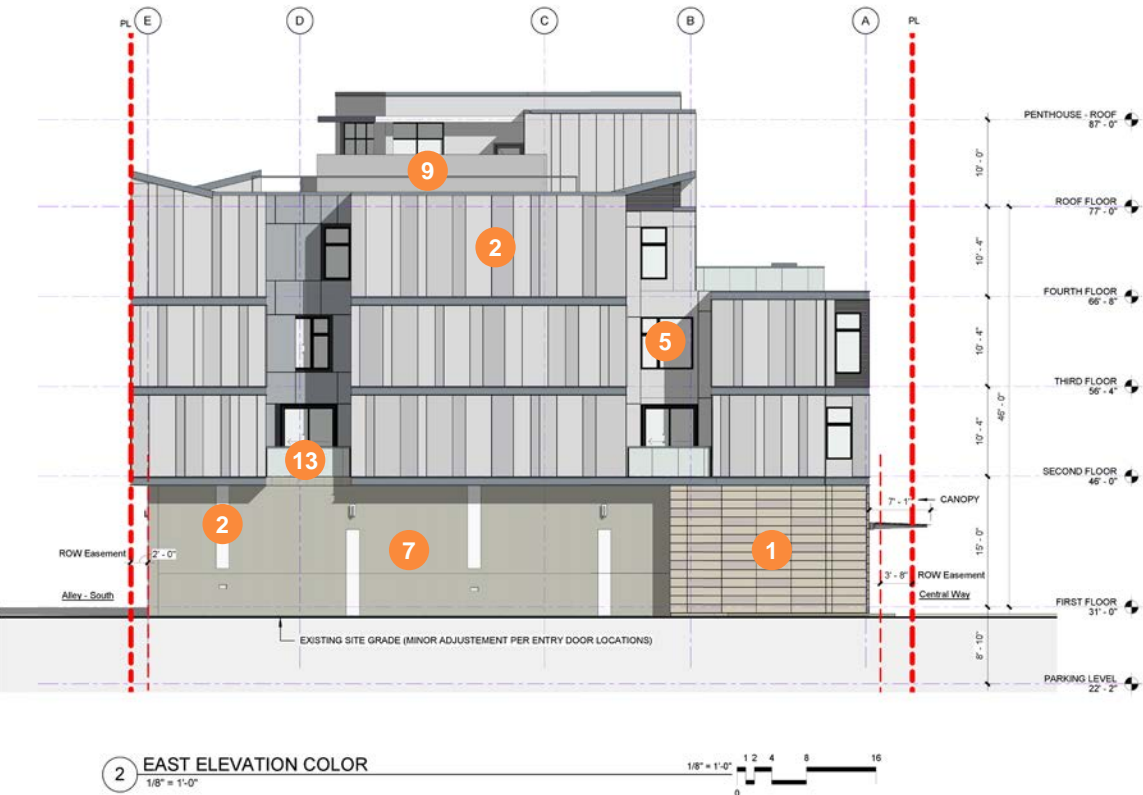 PL E D C B A PL
PENTHOUSE - ROOF
87' - 0"
10' - 0"
9
ROOF FLOOR
77' - 0"
2
10' - 4"
FOURTH FLOOR
66' - 8"
5
10' - 4"
THIRD FLOOR
56' - 4"
46' - 0"
10' - 4"
13
SECOND FLOOR
46' - 0"
7' - 1" CANOPY
2
15' - 0"
7
1
ROW Easement 2' - 0"
3' - 8" ROW Easement
Alley - South
Central Way
FIRST FLOOR
31' - 0"
EXISTING SITE GRADE (MINOR ADJUSTEMENT PER ENTRY DOOR LOCATIONS)
8' - 10"
PARKING LEVEL
22' - 2"
2 EAST ELEVATION COLOR
1/8" = 1'-0"
1/8" = 1'-0" 1 2 4 8 16
0